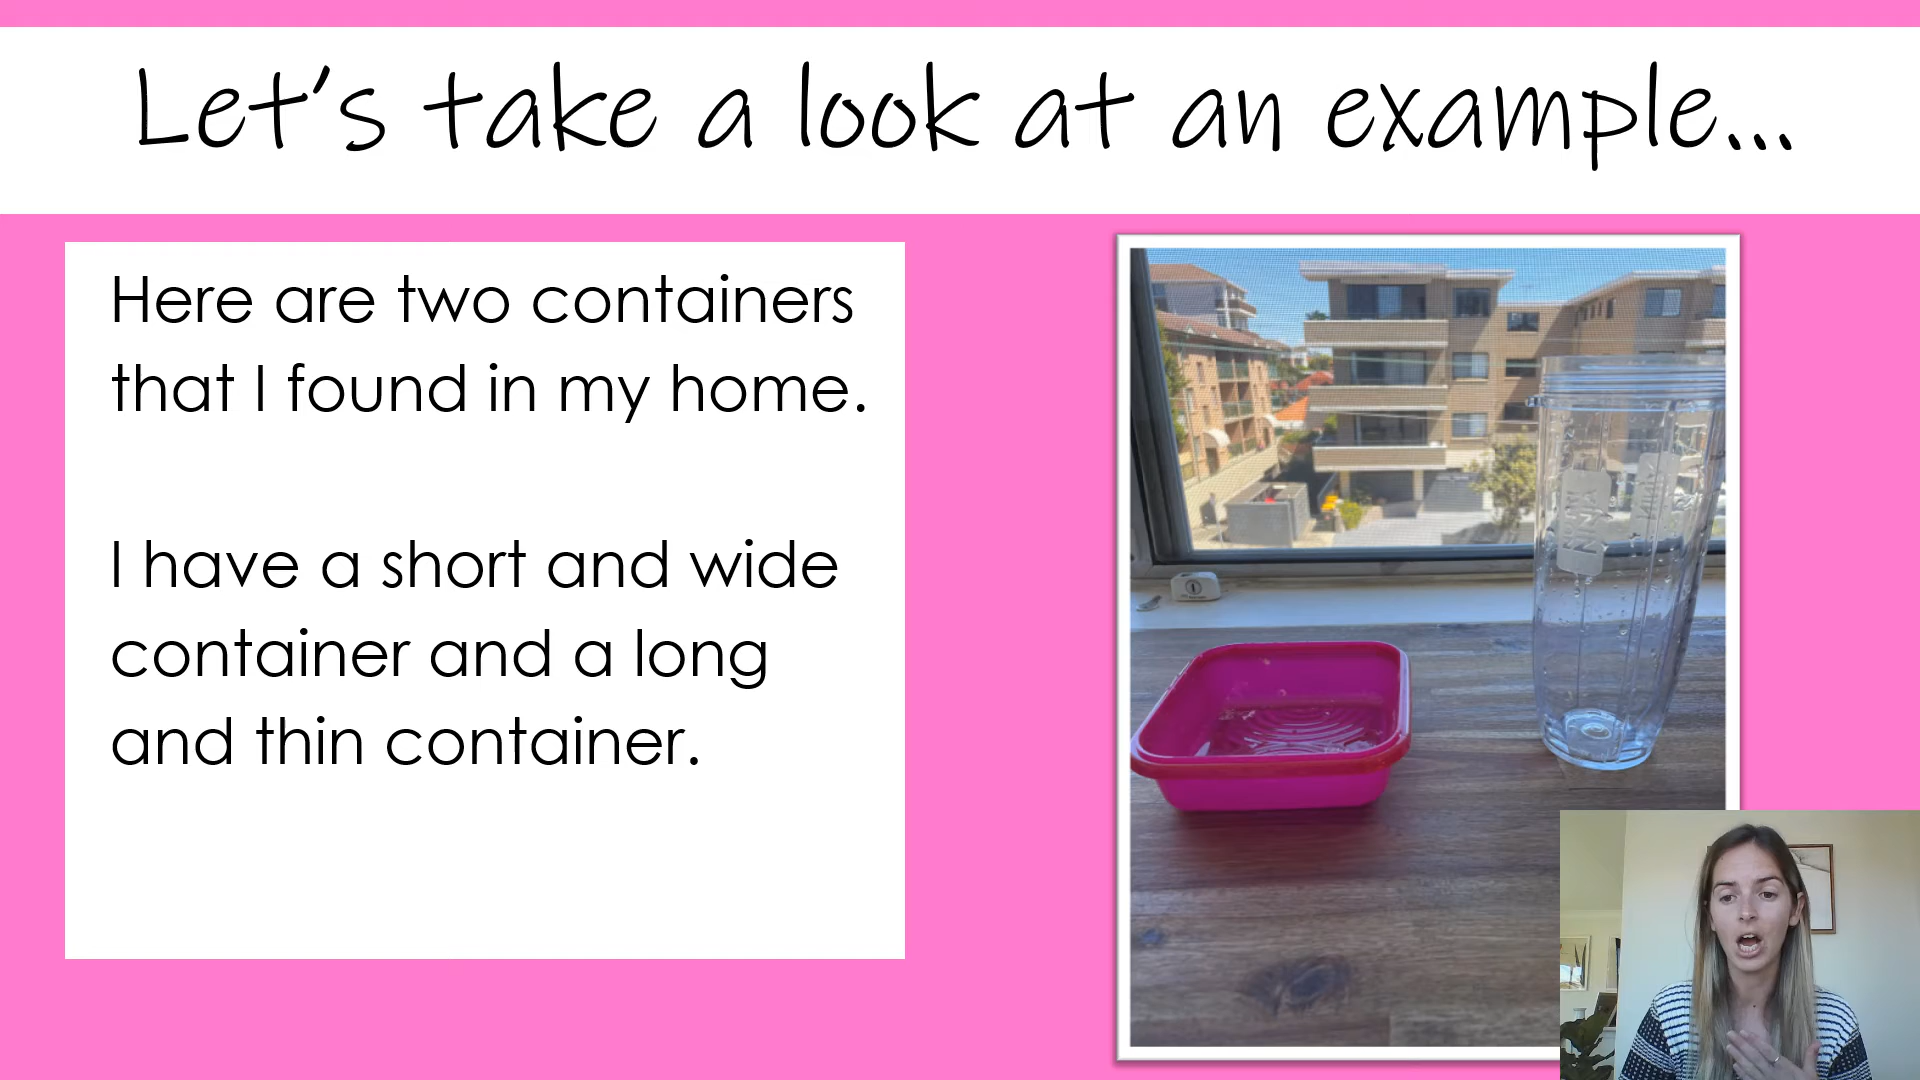 Let's take a look at an example...
Here are two containers
that I found in my home.
I have a short and wide
container and a long
and thin container.